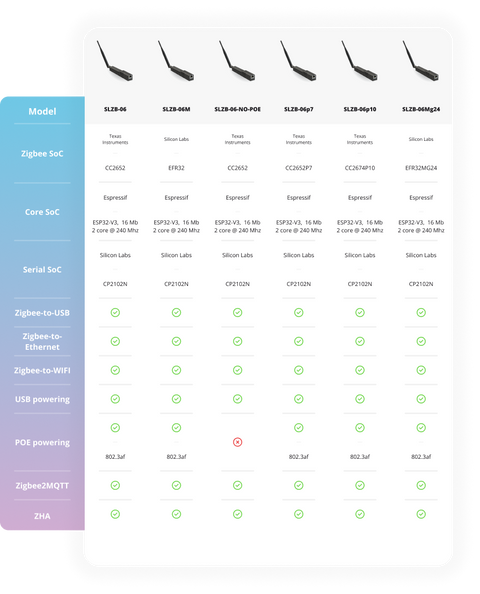 Model SLZB-06 SLZB-06M SLZB-06-NO-POE SLZB-06p7 SLZB-06p10 SLZB-06Mg24
Zigbee SoC
Texas Instruments Silicon Labs Texas Instruments Texas Instruments Texas Instruments Silicon Labs
CC2652 EFR32 CC2652 CC2652P7 CC2674P10 EFR32MG24
Core SoC
Espressif Espressif Espressif Espressif Espressif Espressif
ESP32-V3, 16 Mb ESP32-V3, 16 Mb ESP32-V3, 16 Mb ESP32-V3, 16 Mb ESP32-V3, 16 Mb ESP32-V3, 16 Mb
2 core @ 240 Mhz 2 core @ 240 Mhz 2 core @ 240 Mhz 2 core @ 240 Mhz 2 core @ 240 Mhz 2 core @ 240 Mhz
Serial SoC
Silicon Labs Silicon Labs Silicon Labs Silicon Labs Silicon Labs Silicon Labs
CP2102N CP2102N CP2102N CP2102N CP2102N CP2102N
Zigbee-to-USB
Zigbee-to-
Ethernet
Zigbee-to-WIFI
USB powering
POE powering
802.3af 802.3af 802.3af 802.3af 802.3af
Zigbee2MQTT
ZHA